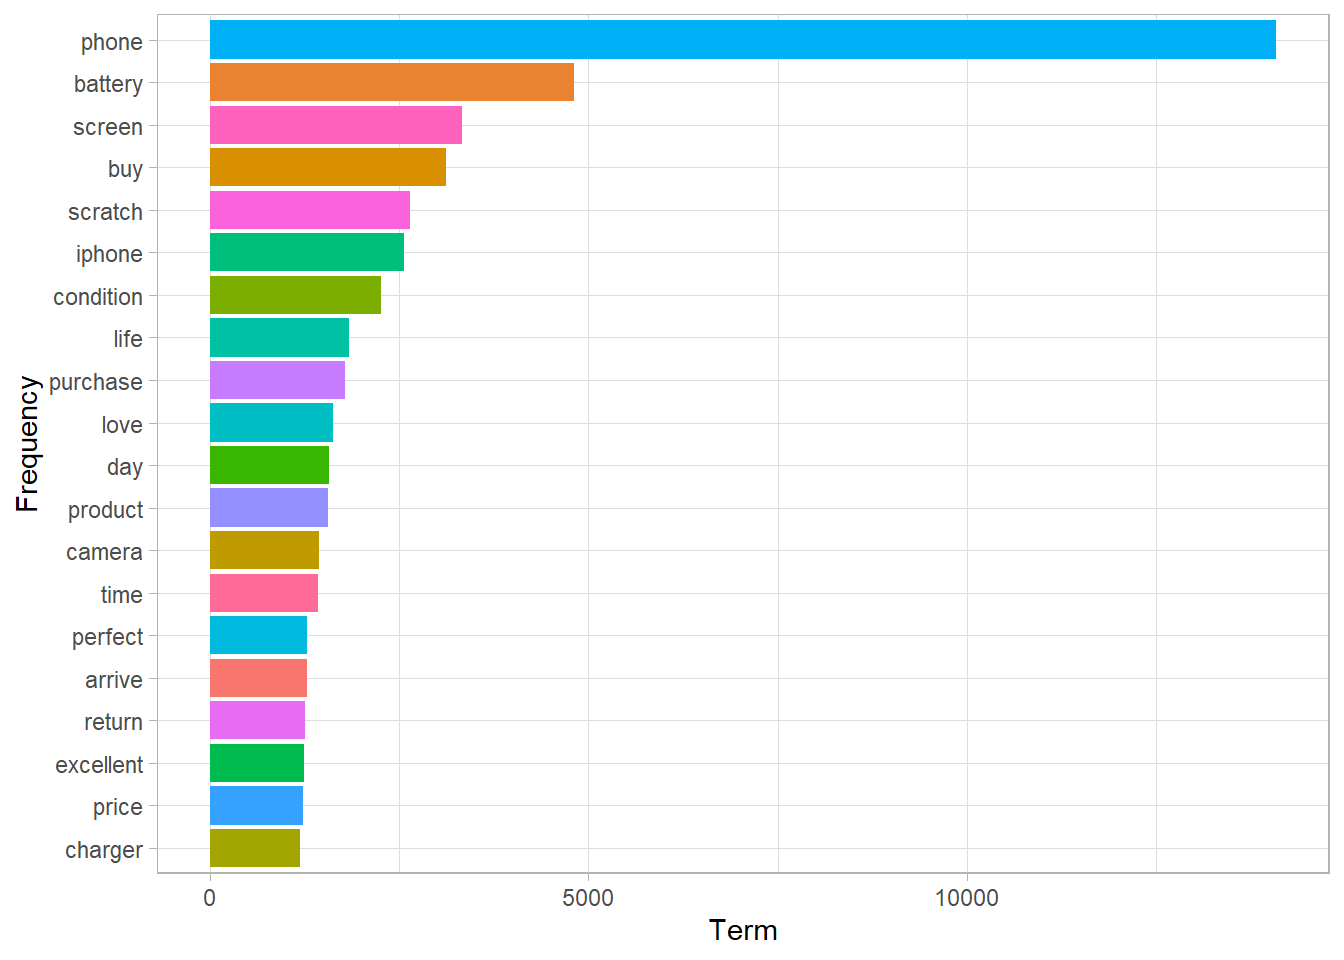 phone
battery
screen
buy
scratch
iphone
condition
life
purchase
love
day
product
camera
time
perfect
arrive
return
excellent
price
charger
Frequency
0 5000 10000
Term